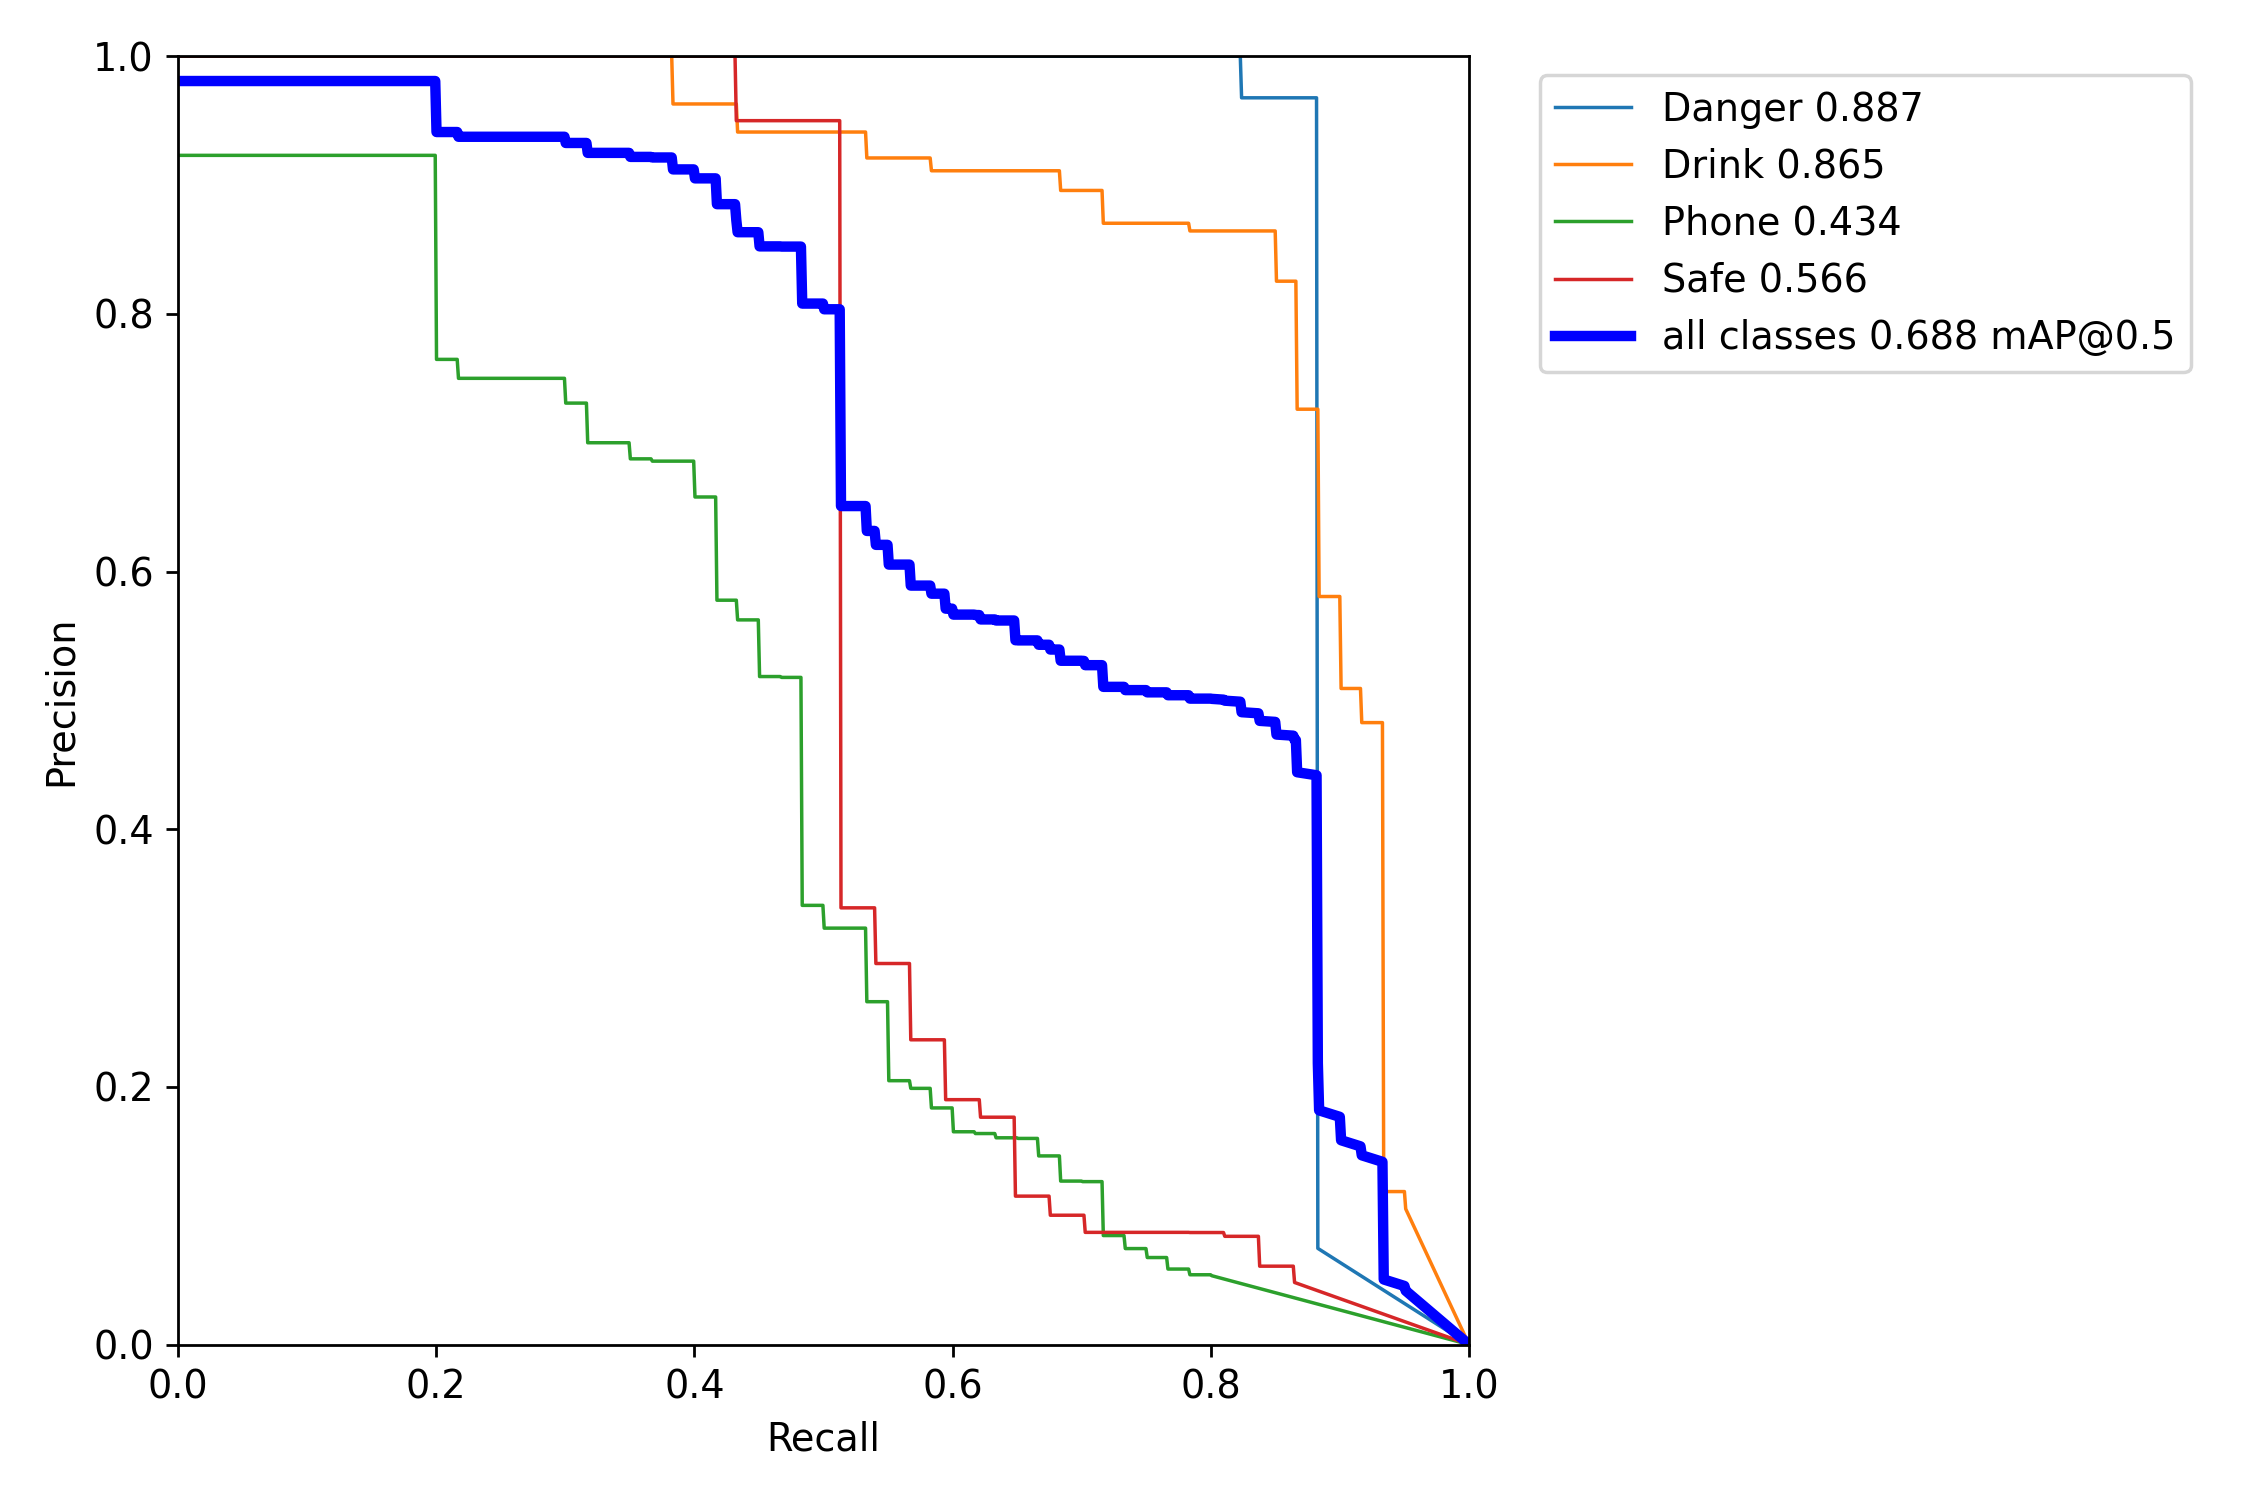 1.0
0.8
0.6
0.4
0.2
0.0
Precision
0.0 0.2 0.4 0.6 0.8 1.0
Recall
Danger 0.887
Drink 0.865
Phone 0.434
Safe 0.566
all classes 0.688 mAP@0.5